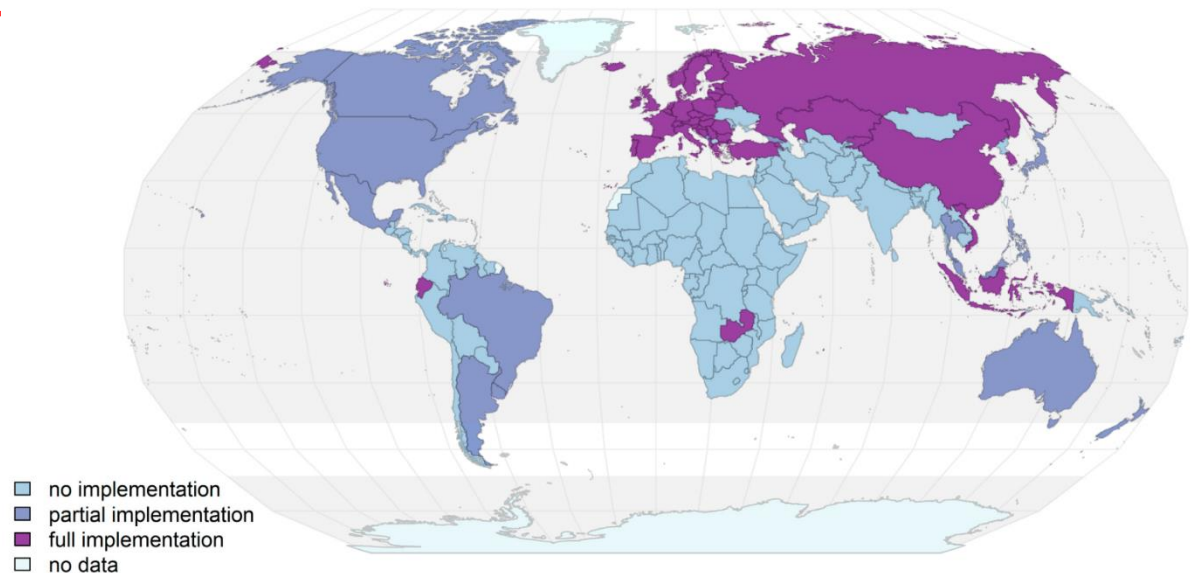 no implementation
partial implementation
full implementation
no data